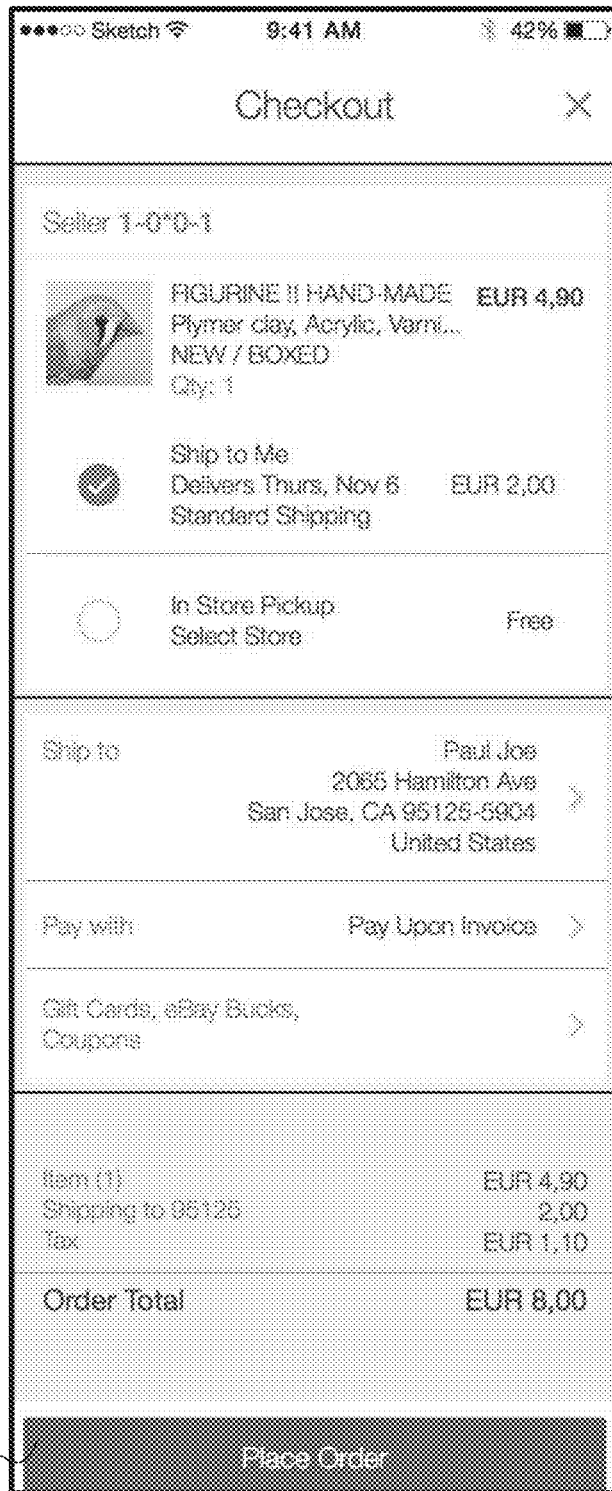 Sketch 9:41 AM 42%
Checkout
Seller 1-0*0-1
FIGURINE !! HAND-MADE EUR 4,90
Plymer clay, Acrylic, Varni...
NEW / BOXED
Qty: 1
Ship to Me
Delivers Thurs, Nov 6 EUR 2,00
Standard Shipping
In Store Pickup Free
Select Store
Ship to Paul Joe
2065 Hamilton Ave
San Jose, CA 95125-5904
United States
Pay with Pay Upon Invoice
Gift Cards, eBay Bucks,
Coupons
Item (1) EUR 4,90
Shipping to 95125 2,00
Tax EUR 1,10
Order Total EUR 8,00
Place Order